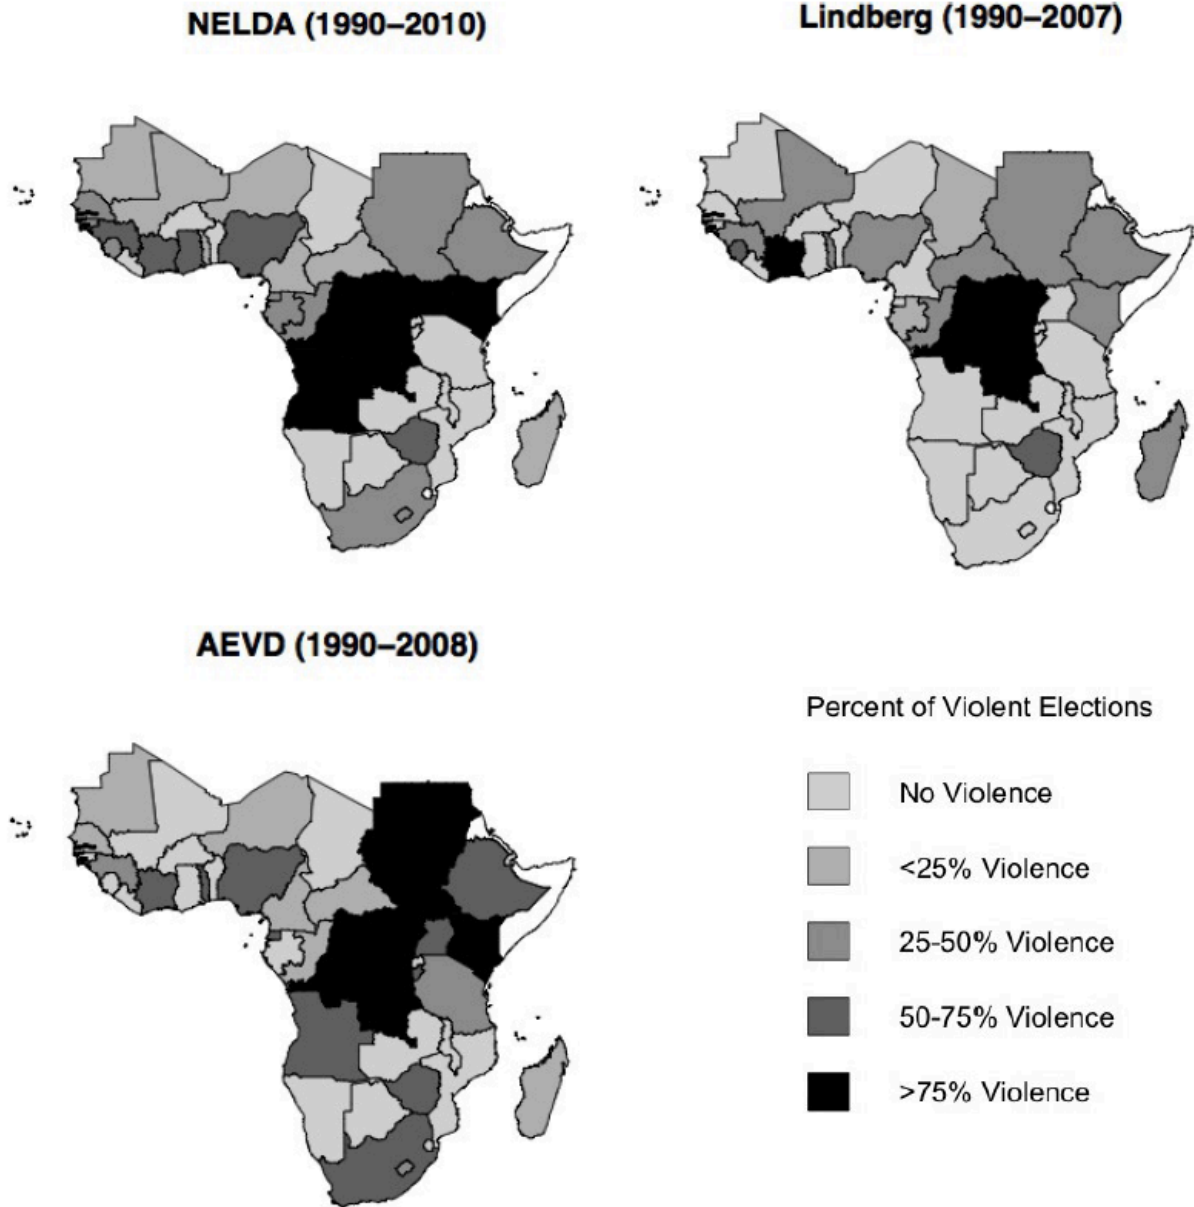 NELDA (1990–2010)
Lindberg (1990–2007)
AEVD (1990–2008)
Percent of Violent Elections
No Violence
<25% Violence
25-50% Violence
50-75% Violence
>75% Violence